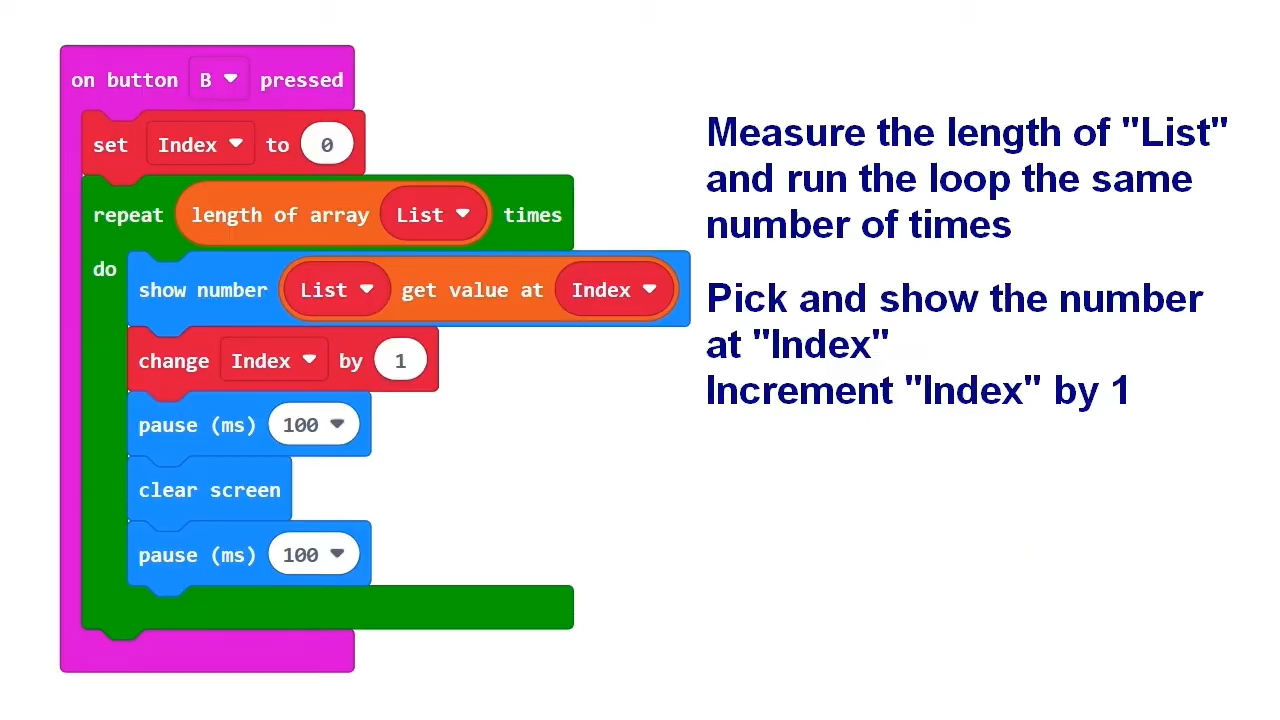 on button B pressed
set Index to 0
repeat length of array List times
do
show number List get value at Index
change Index by 1
pause (ms) 100
clear screen
pause (ms) 100
Measure the length of "List"
and run the loop the same
number of times
Pick and show the number
at "Index"
Increment "Index" by 1